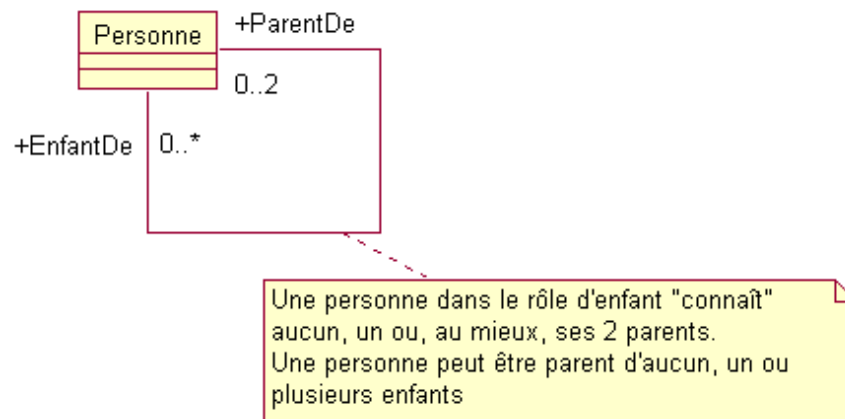 Personne
+ParentDe
0..2
+EnfantDe
0..*
Une personne dans le rôle d'enfant "connaît"
aucun, un ou, au mieux, ses 2 parents.
Une personne peut être parent d'aucun, un ou
plusieurs enfants